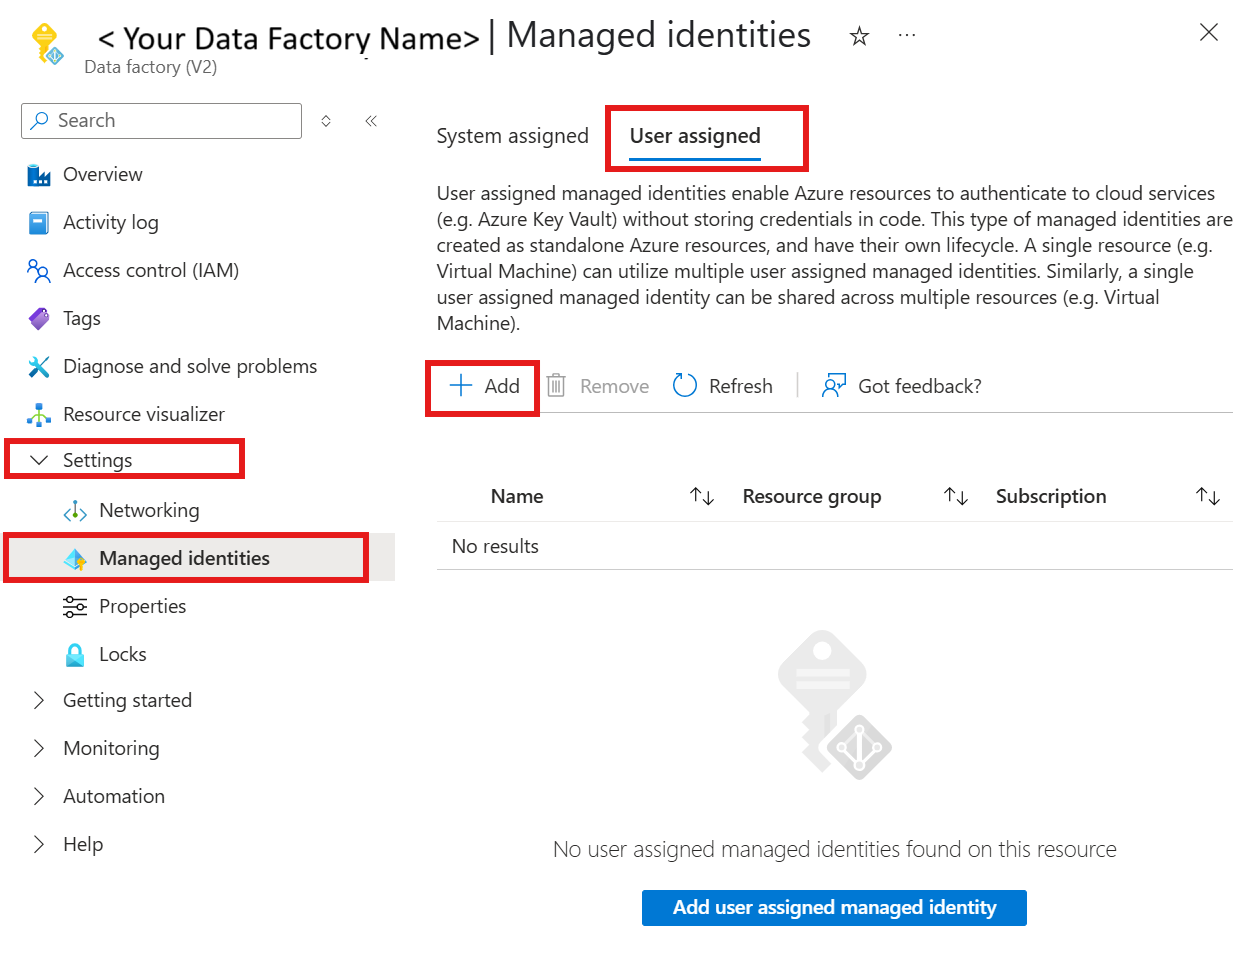 < Your Data Factory Name> | Managed identities
Data factory (V2)
Search
Overview
Activity log
Access control (IAM)
Tags
Diagnose and solve problems
Resource visualizer
Settings
Networking
Managed identities
Properties
Locks
Getting started
Monitoring
Automation
Help
System assigned
User assigned
User assigned managed identities enable Azure resources to authenticate to cloud services
(e.g. Azure Key Vault) without storing credentials in code. This type of managed identities are
created as standalone Azure resources, and have their own lifecycle. A single resource (e.g.
Virtual Machine) can utilize multiple user assigned managed identities. Similarly, a single
user assigned managed identity can be shared across multiple resources (e.g. Virtual
Machine).
Add Remove Refresh Got feedback?
Name Resource group Subscription
No results
No user assigned managed identities found on this resource
Add user assigned managed identity